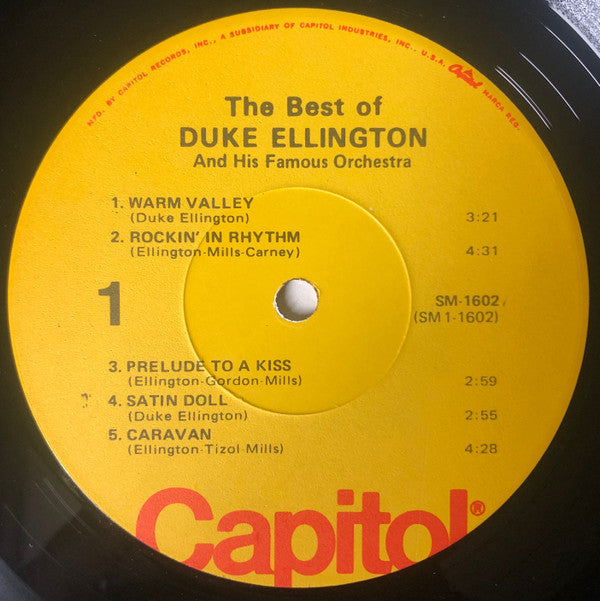 MFG. BY CAPITOL RECORDS, INC., A SUBSIDIARY OF CAPITOL INDUSTRIES, INC., U.S.A. Capitol MARCA REG.
The Best of
DUKE ELLINGTON
And His Famous Orchestra
1. WARM VALLEY
(Duke Ellington) 3:21
2. ROCKIN' IN RHYTHM
(Ellington-Mills-Carney) 4:31
1
SM-1602
(SM1-1602)
3. PRELUDE TO A KISS
(Ellington-Gordon-Mills) 2:59
4. SATIN DOLL
(Duke Ellington) 2:55
5. CARAVAN
(Ellington-Tizol-Mills) 4:28
Capitol®